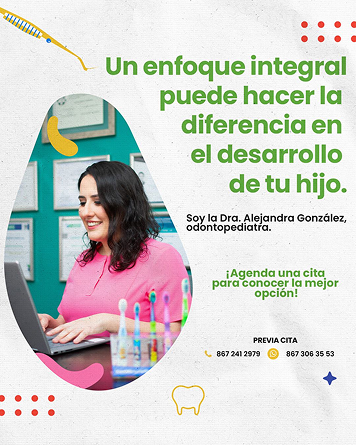 Un enfoque integral
puede hacer la
diferencia en
el desarrollo
de tu hijo.
Soy la Dra. Alejandra González,
odontopediatra.
¡Agenda una cita
para conocer la mejor
opción!
PREVIA CITA
867 241 2979 867 306 35 53